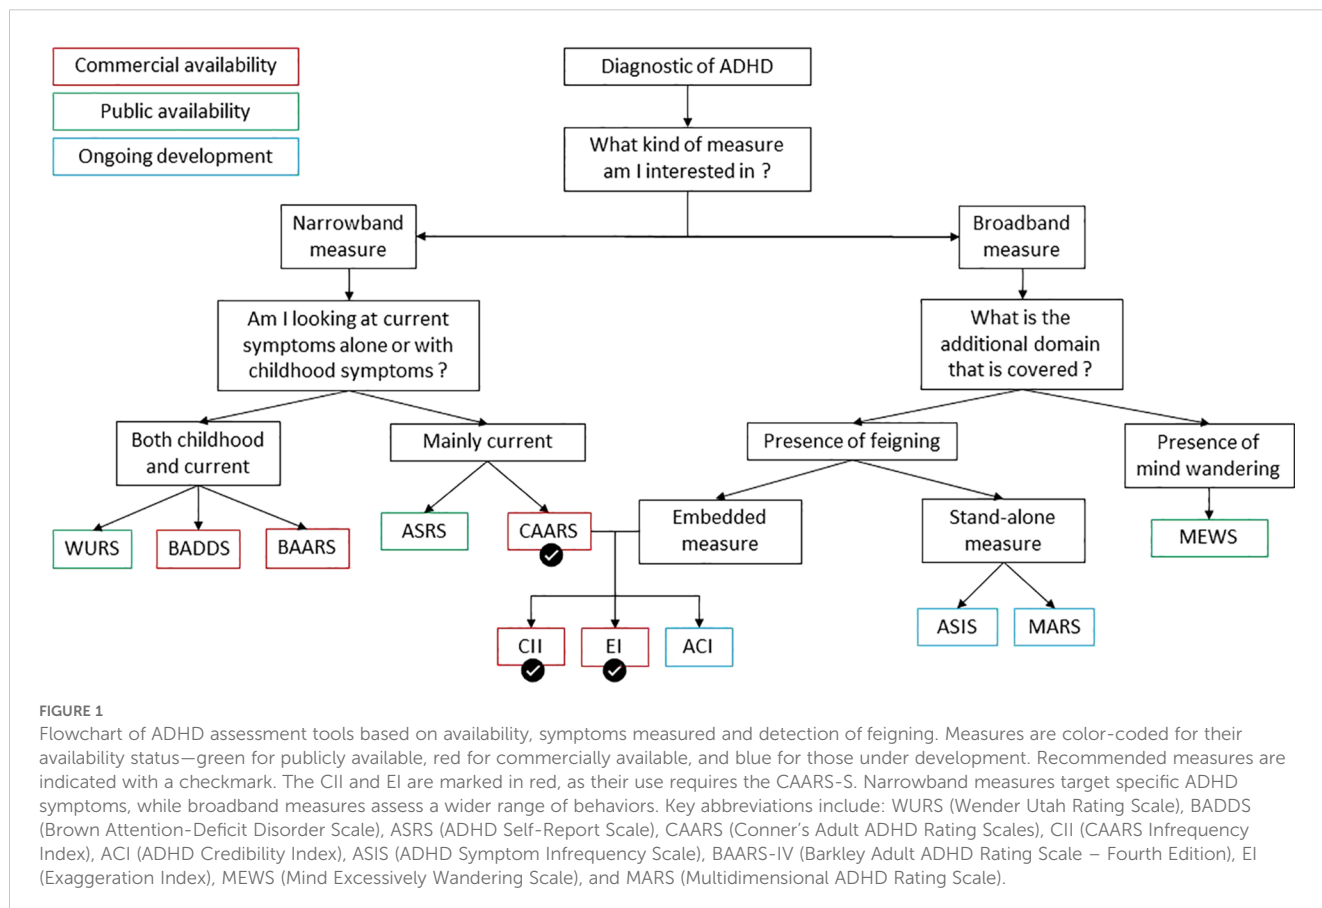 Commercial availability
Public availability
Ongoing development
Diagnostic of ADHD
What kind of measure
am I interested in ?
Narrowband
measure
Broadband
measure
Am I looking at current
symptoms alone or with
childhood symptoms ?
What is the
additional domain
that is covered ?
Both childhood
and current
Mainly current
Presence of feigning
Presence of
mind wandering
WURS
BADDS
BAARS
ASRS
CAARS
Embedded
measure
Stand-alone
measure
MEWS
CII
EI
ACI
ASIS
MARS
FIGURE 1
Flowchart of ADHD assessment tools based on availability, symptoms measured and detection of feigning. Measures are color-coded for their
availability status—green for publicly available, red for commercially available, and blue for those under development. Recommended measures are
indicated with a checkmark. The CII and EI are marked in red, as their use requires the CAARS-S. Narrowband measures target specific ADHD
symptoms, while broadband measures assess a wider range of behaviors. Key abbreviations include: WURS (Wender Utah Rating Scale), BADDS
(Brown Attention-Deficit Disorder Scale), ASRS (ADHD Self-Report Scale), CAARS (Conner's Adult ADHD Rating Scales), CII (CAARS Infrequency
Index), ACI (ADHD Credibility Index), ASIS (ADHD Symptom Infrequency Scale), BAARS-IV (Barkley Adult ADHD Rating Scale – Fourth Edition), EI
(Exaggeration Index), MEWS (Mind Excessively Wandering Scale), and MARS (Multidimensional ADHD Rating Scale).